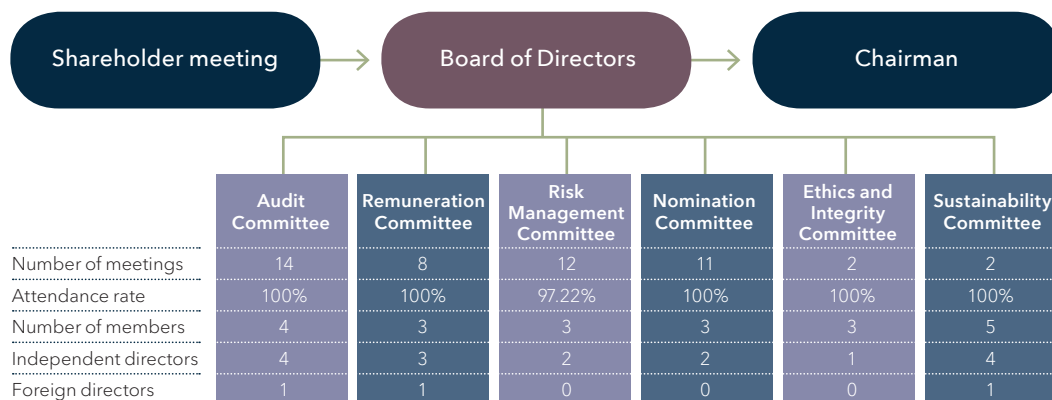 Shareholder meeting
Board of Directors
Chairman
Audit
Committee
Remuneration
Committee
Risk
Management
Committee
Nomination
Committee
Ethics and
Integrity
Committee
Sustainability
Committee
Number of meetings 14 8 12 11 2 2
Attendance rate 100% 100% 97.22% 100% 100% 100%
Number of members 4 3 3 3 3 5
Independent directors 4 3 2 2 1 4
Foreign directors 1 1 0 0 0 1